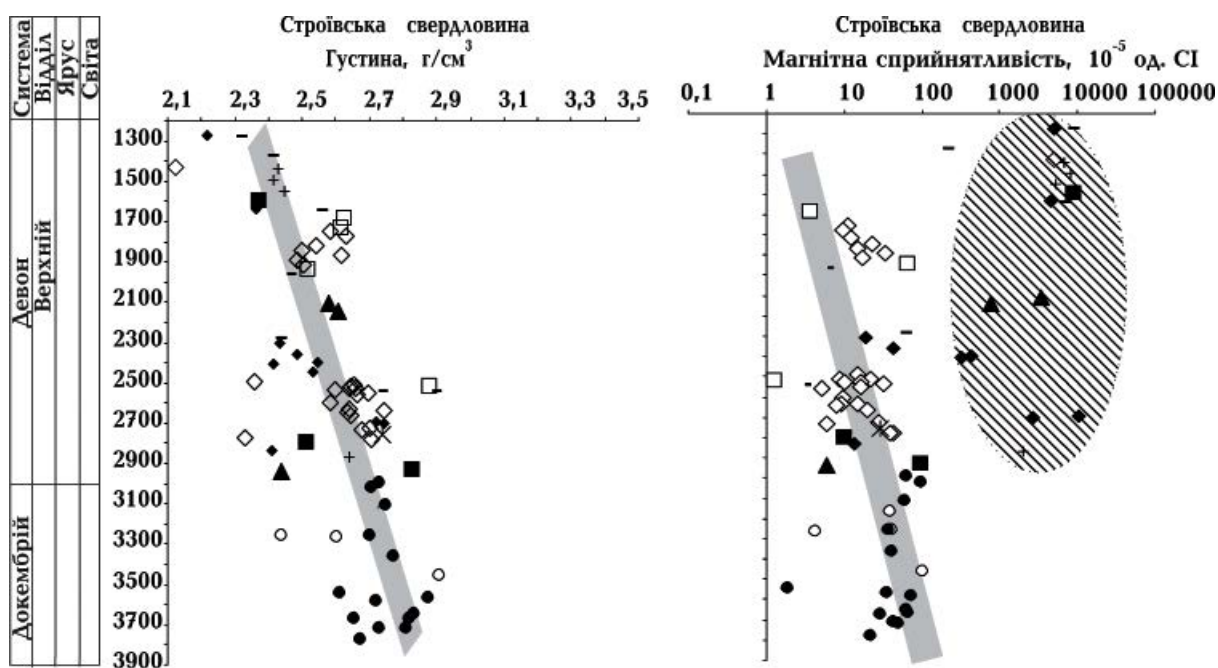 Система
Відділ
Ярус
Світа
Девон
Верхній
Докембрій
Строївська свердловина
Густина, г/см³
2,1 2,3 2,5 2,7 2,9 3,1 3,3 3,5
1300
1500
1700
1900
2100
2300
2500
2700
2900
3100
3300
3500
3700
3900
Строївська свердловина
Магнітна сприйнятливість, 10⁻⁵ од. СІ
0,1 1 10 100 1000 10000 100000